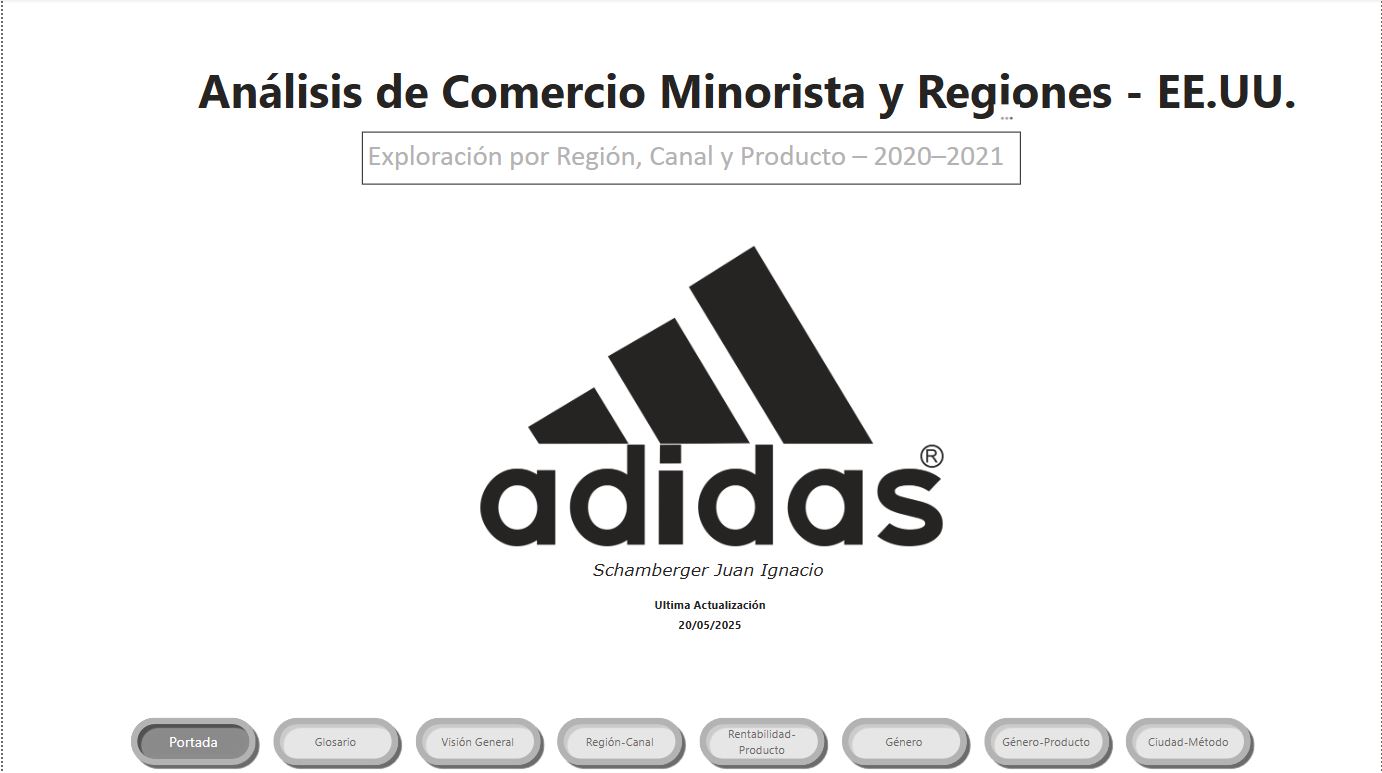 Análisis de Comercio Minorista y Regiones - EE.UU.
Exploración por Región, Canal y Producto – 2020–2021
adidas®
Schamberger Juan Ignacio
Ultima Actualización
20/05/2025
Portada
Glosario
Visión General
Región-Canal
Rentabilidad-
Producto
Género
Género-Producto
Ciudad-Método